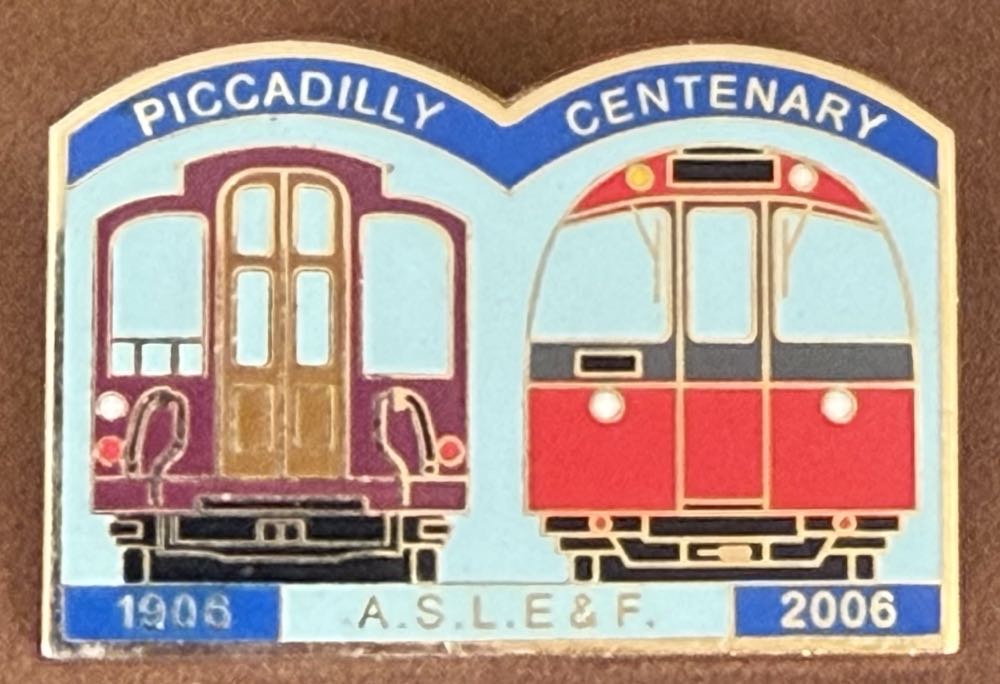 PICCADILLY CENTENARY
1906 A.S.L.E & F. 2006